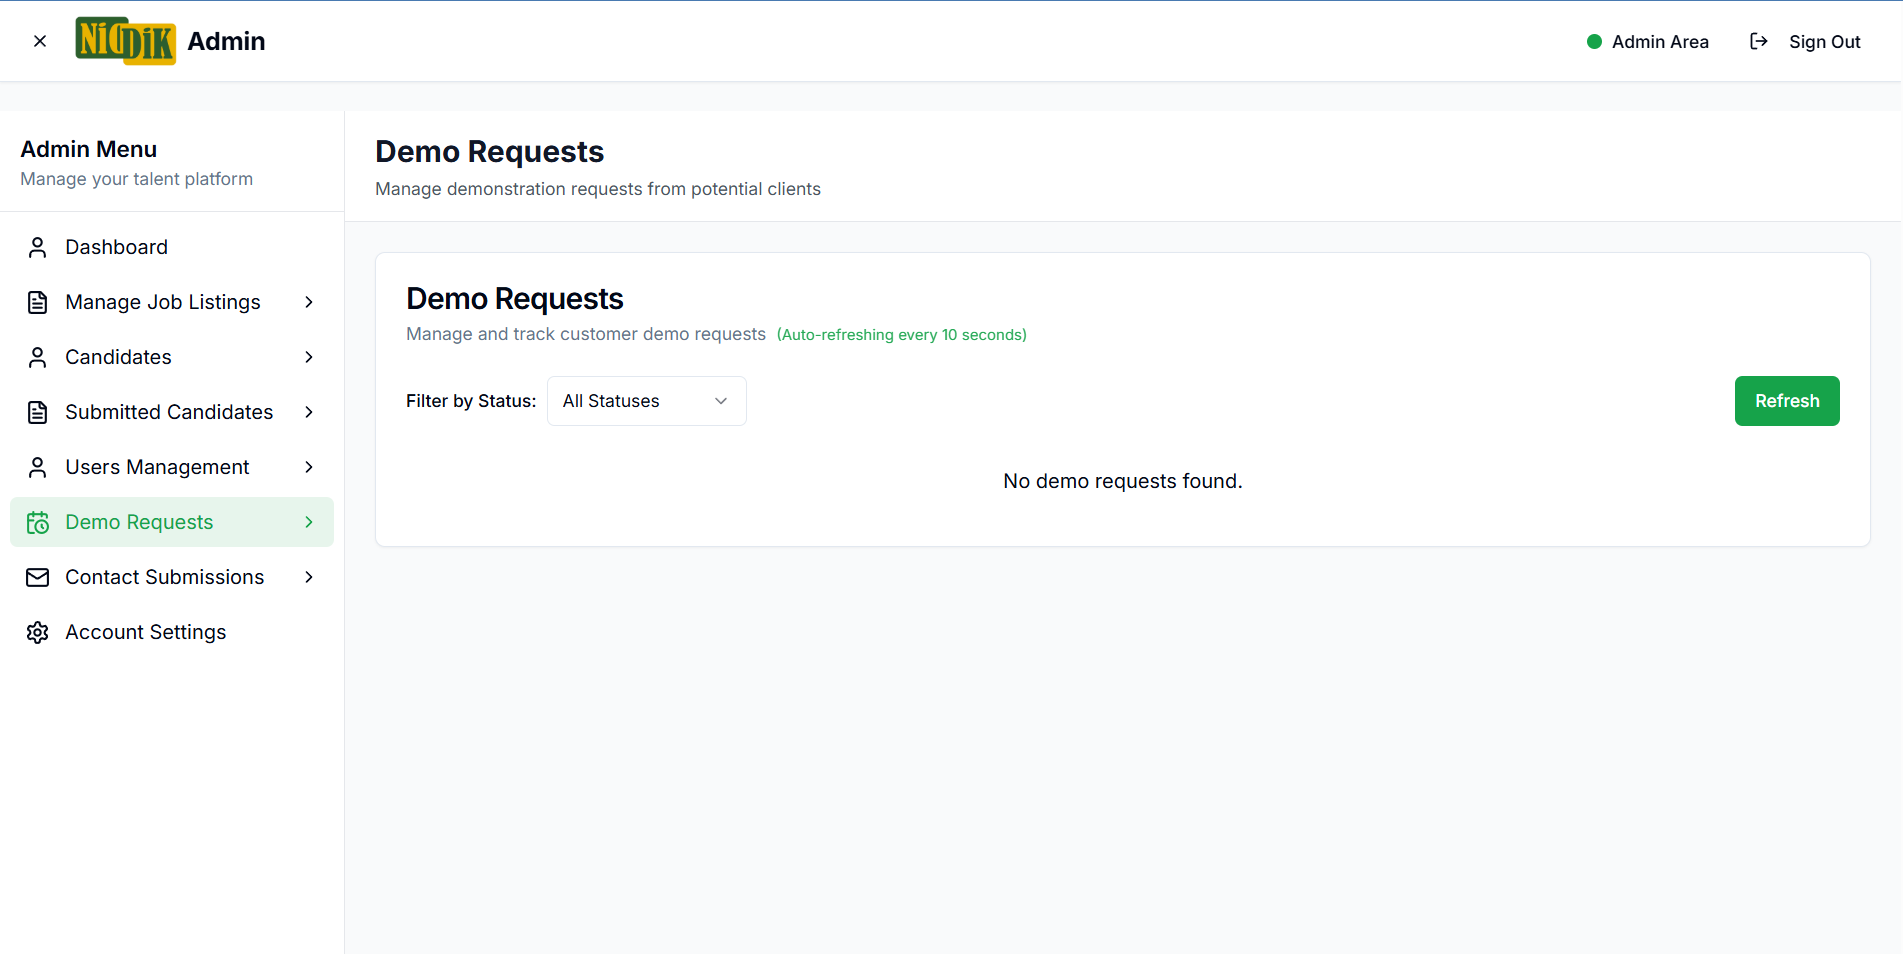 NiCDiK Admin
Admin Area
Sign Out
Admin Menu
Manage your talent platform
Dashboard
Manage Job Listings
Candidates
Submitted Candidates
Users Management
Demo Requests
Contact Submissions
Account Settings
Demo Requests
Manage demonstration requests from potential clients
Demo Requests
Manage and track customer demo requests (Auto-refreshing every 10 seconds)
Filter by Status: All Statuses
Refresh
No demo requests found.